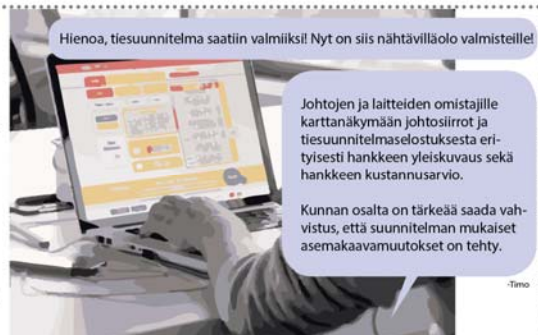 Hienoa, tiesuunnitelma saatiin valmiiksi! Nyt on siis nähtävilläolo valmisteille!
Johtojen ja laitteiden omistajille
karttanäkymään johtosiirrot ja
tiesuunnitelmaselostuksesta eri-
tyisesti hankkeen yleiskuvaus sekä
hankkeen kustannusarvio.
Kunnan osalta on tärkeää saada vah-
vistus, että suunnitelman mukaiset
asemakaavamuutokset on tehty.
-Timo